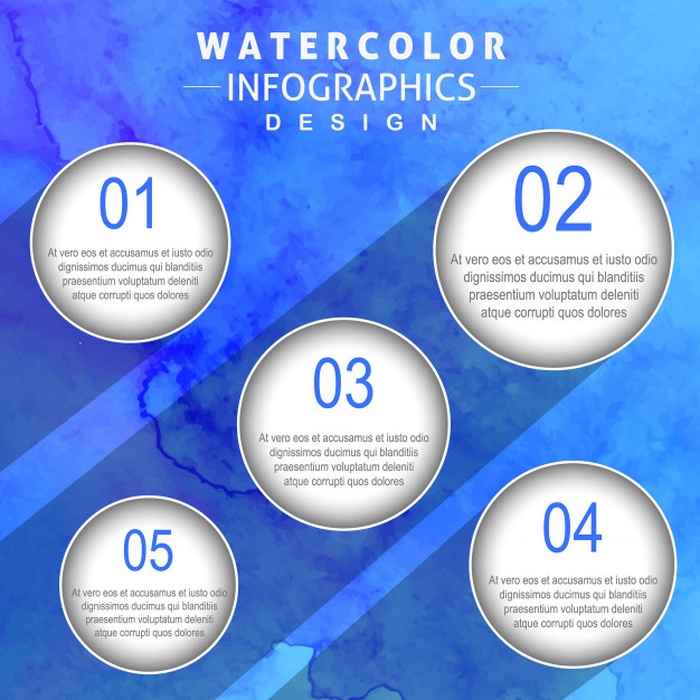 WATERCOLOR
INFOGRAPHICS
DESIGN
01
At vero eos et accusamus et iusto odio
dignissimos ducimus qui blanditiis
praesentium voluptatum deleniti
atque corrupti quos dolores
02
At vero eos et accusamus et iusto odio
dignissimos ducimus qui blanditiis
praesentium voluptatum deleniti
atque corrupti quos dolores
03
At vero eos et accusamus et iusto odio
dignissimos ducimus qui blanditiis
praesentium voluptatum deleniti
atque corrupti quos dolores
04
At vero eos et accusamus et iusto odio
dignissimos ducimus qui blanditiis
praesentium voluptatum deleniti
atque corrupti quos dolores
05
At vero eos et accusamus et iusto odio
dignissimos ducimus qui blanditiis
praesentium voluptatum deleniti
atque corrupti quos dolores